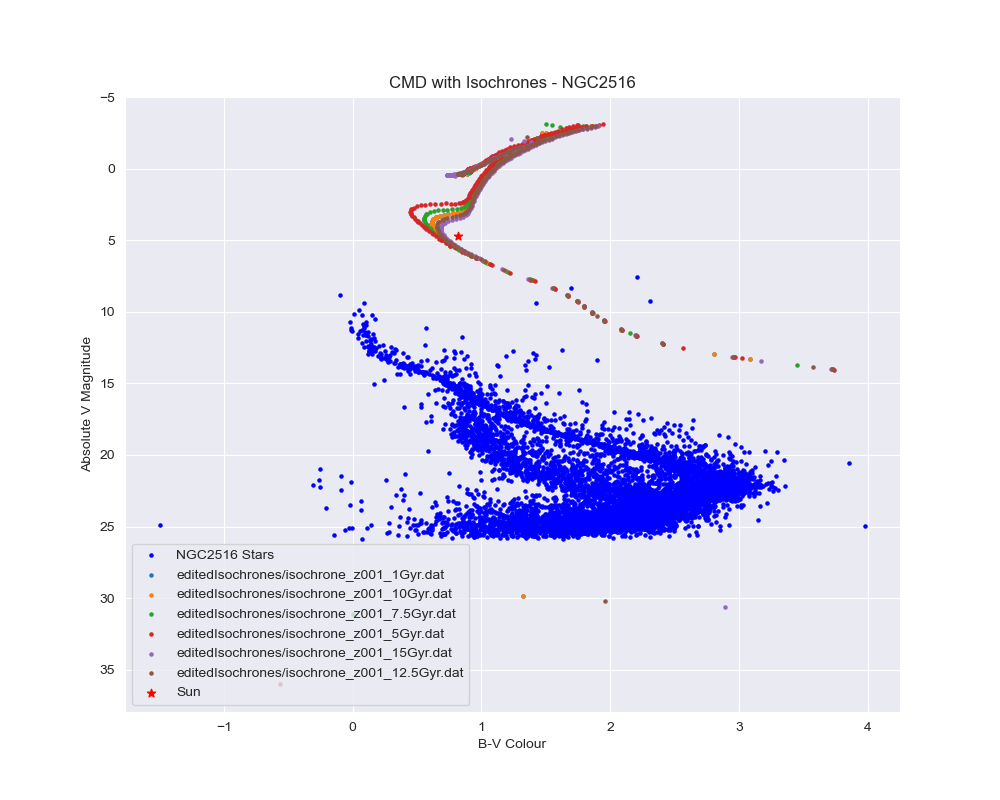 CMD with Isochrones - NGC2516
Absolute V Magnitude
−5
0
5
10
15
20
25
30
35
NGC2516 Stars
editedIsochrones/isochrone_z001_1Gyr.dat
editedIsochrones/isochrone_z001_10Gyr.dat
editedIsochrones/isochrone_z001_7.5Gyr.dat
editedIsochrones/isochrone_z001_5Gyr.dat
editedIsochrones/isochrone_z001_15Gyr.dat
editedIsochrones/isochrone_z001_12.5Gyr.dat
Sun
−1 0 1 2 3 4
B-V Colour